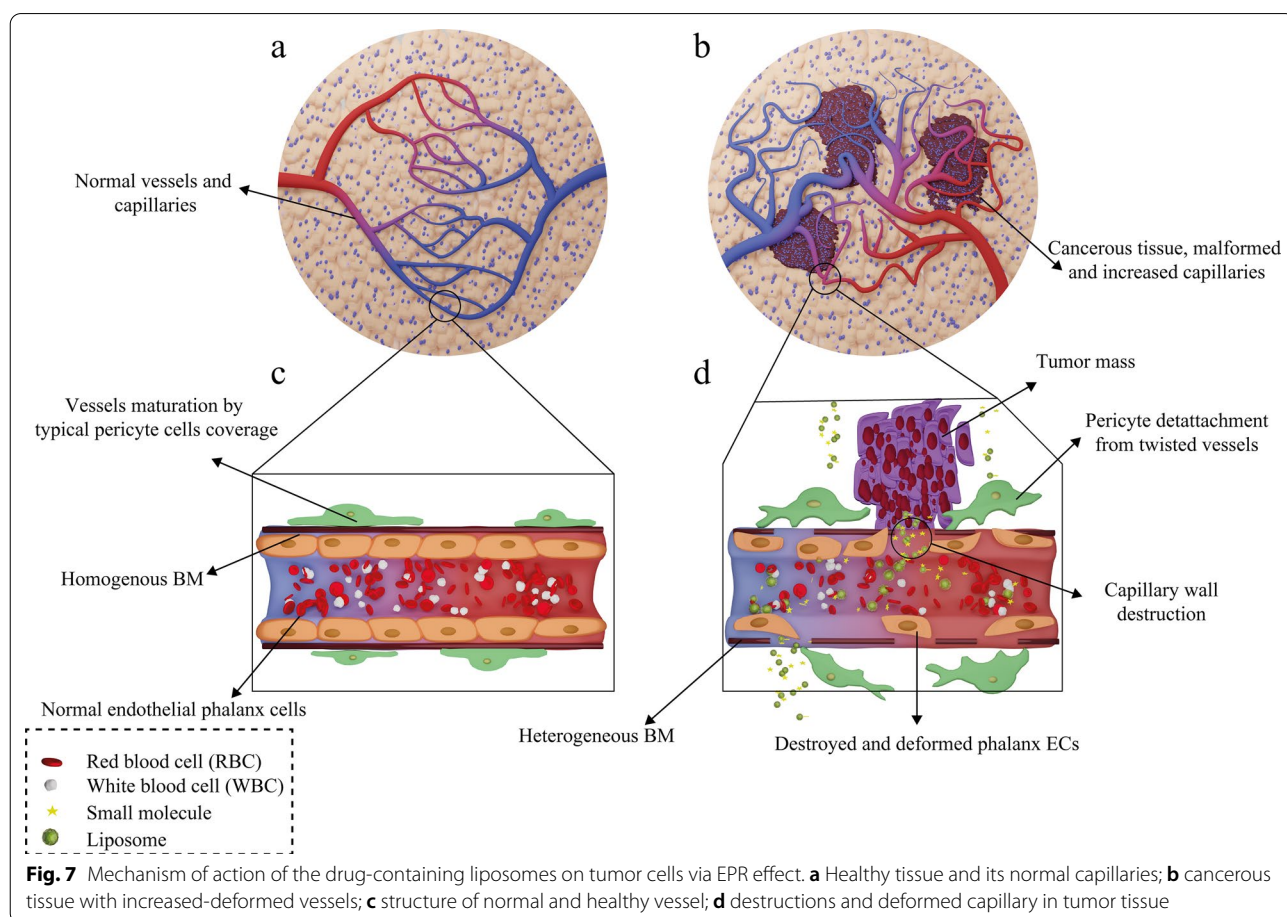 a
b
Normal vessels and
capillaries
Cancerous tissue, malformed
and increased capillaries
c
d
Tumor mass
Vessels maturation by
typical pericyte cells coverage
Pericyte detattachment
from twisted vessels
Homogenous BM
Capillary wall
destruction
Normal endothelial phalanx cells
Heterogeneous BM
Destroyed and deformed phalanx ECs
Red blood cell (RBC)
White blood cell (WBC)
Small molecule
Liposome
Fig. 7 Mechanism of action of the drug-containing liposomes on tumor cells via EPR effect. a Healthy tissue and its normal capillaries; b cancerous
tissue with increased-deformed vessels; c structure of normal and healthy vessel; d destructions and deformed capillary in tumor tissue